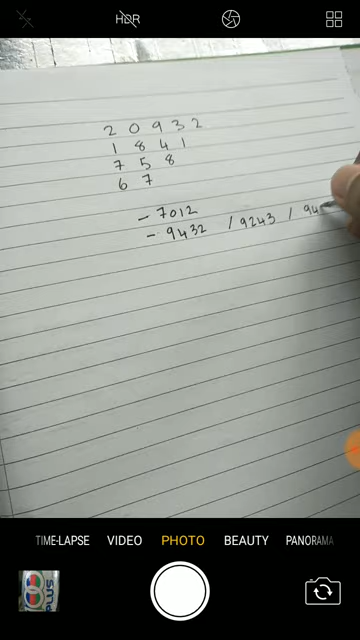 HDR
2 0 9 3 2
1 8 4 1
7 5 8
6 7
- 7012
- 9432 / 9243 / 94
TIME-LAPSE VIDEO PHOTO BEAUTY PANORAMA
PLUS